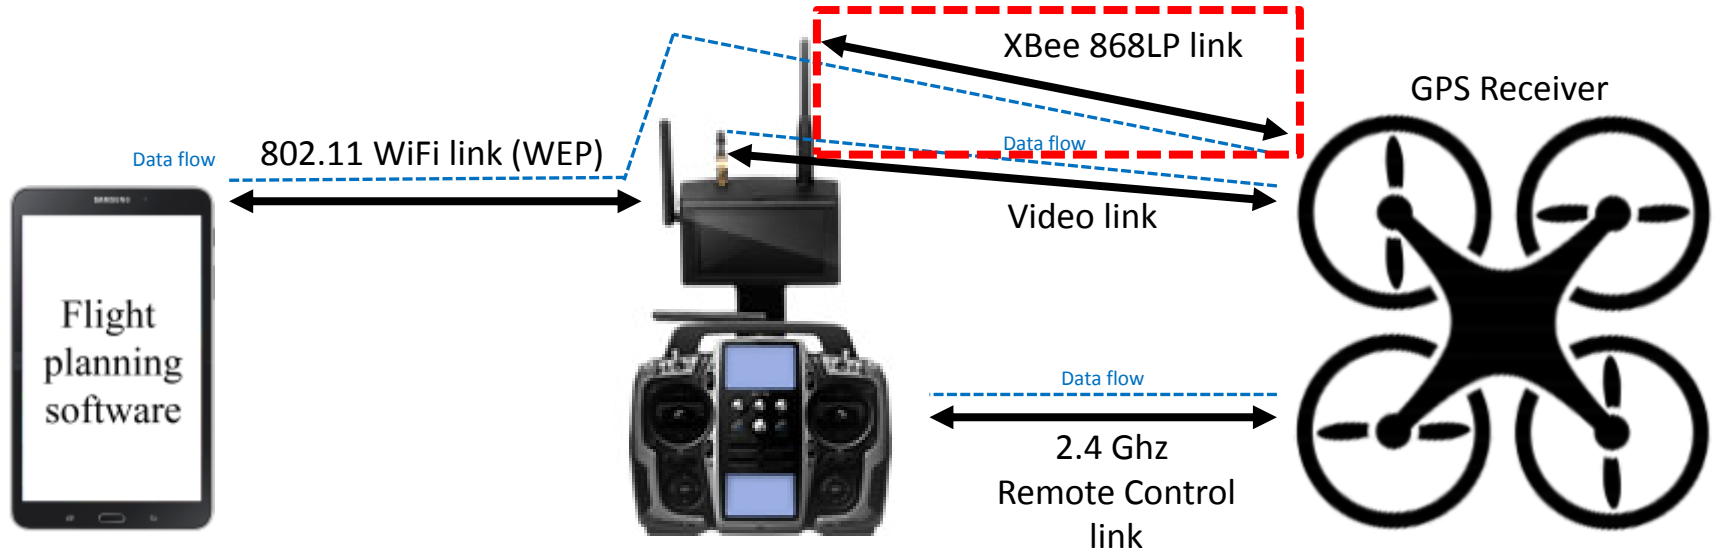 XBee 868LP link
GPS Receiver
Data flow
802.11 WiFi link (WEP)
Data flow
SAMSUNG
Video link
Flight
planning
software
Data flow
2.4 Ghz
Remote Control
link